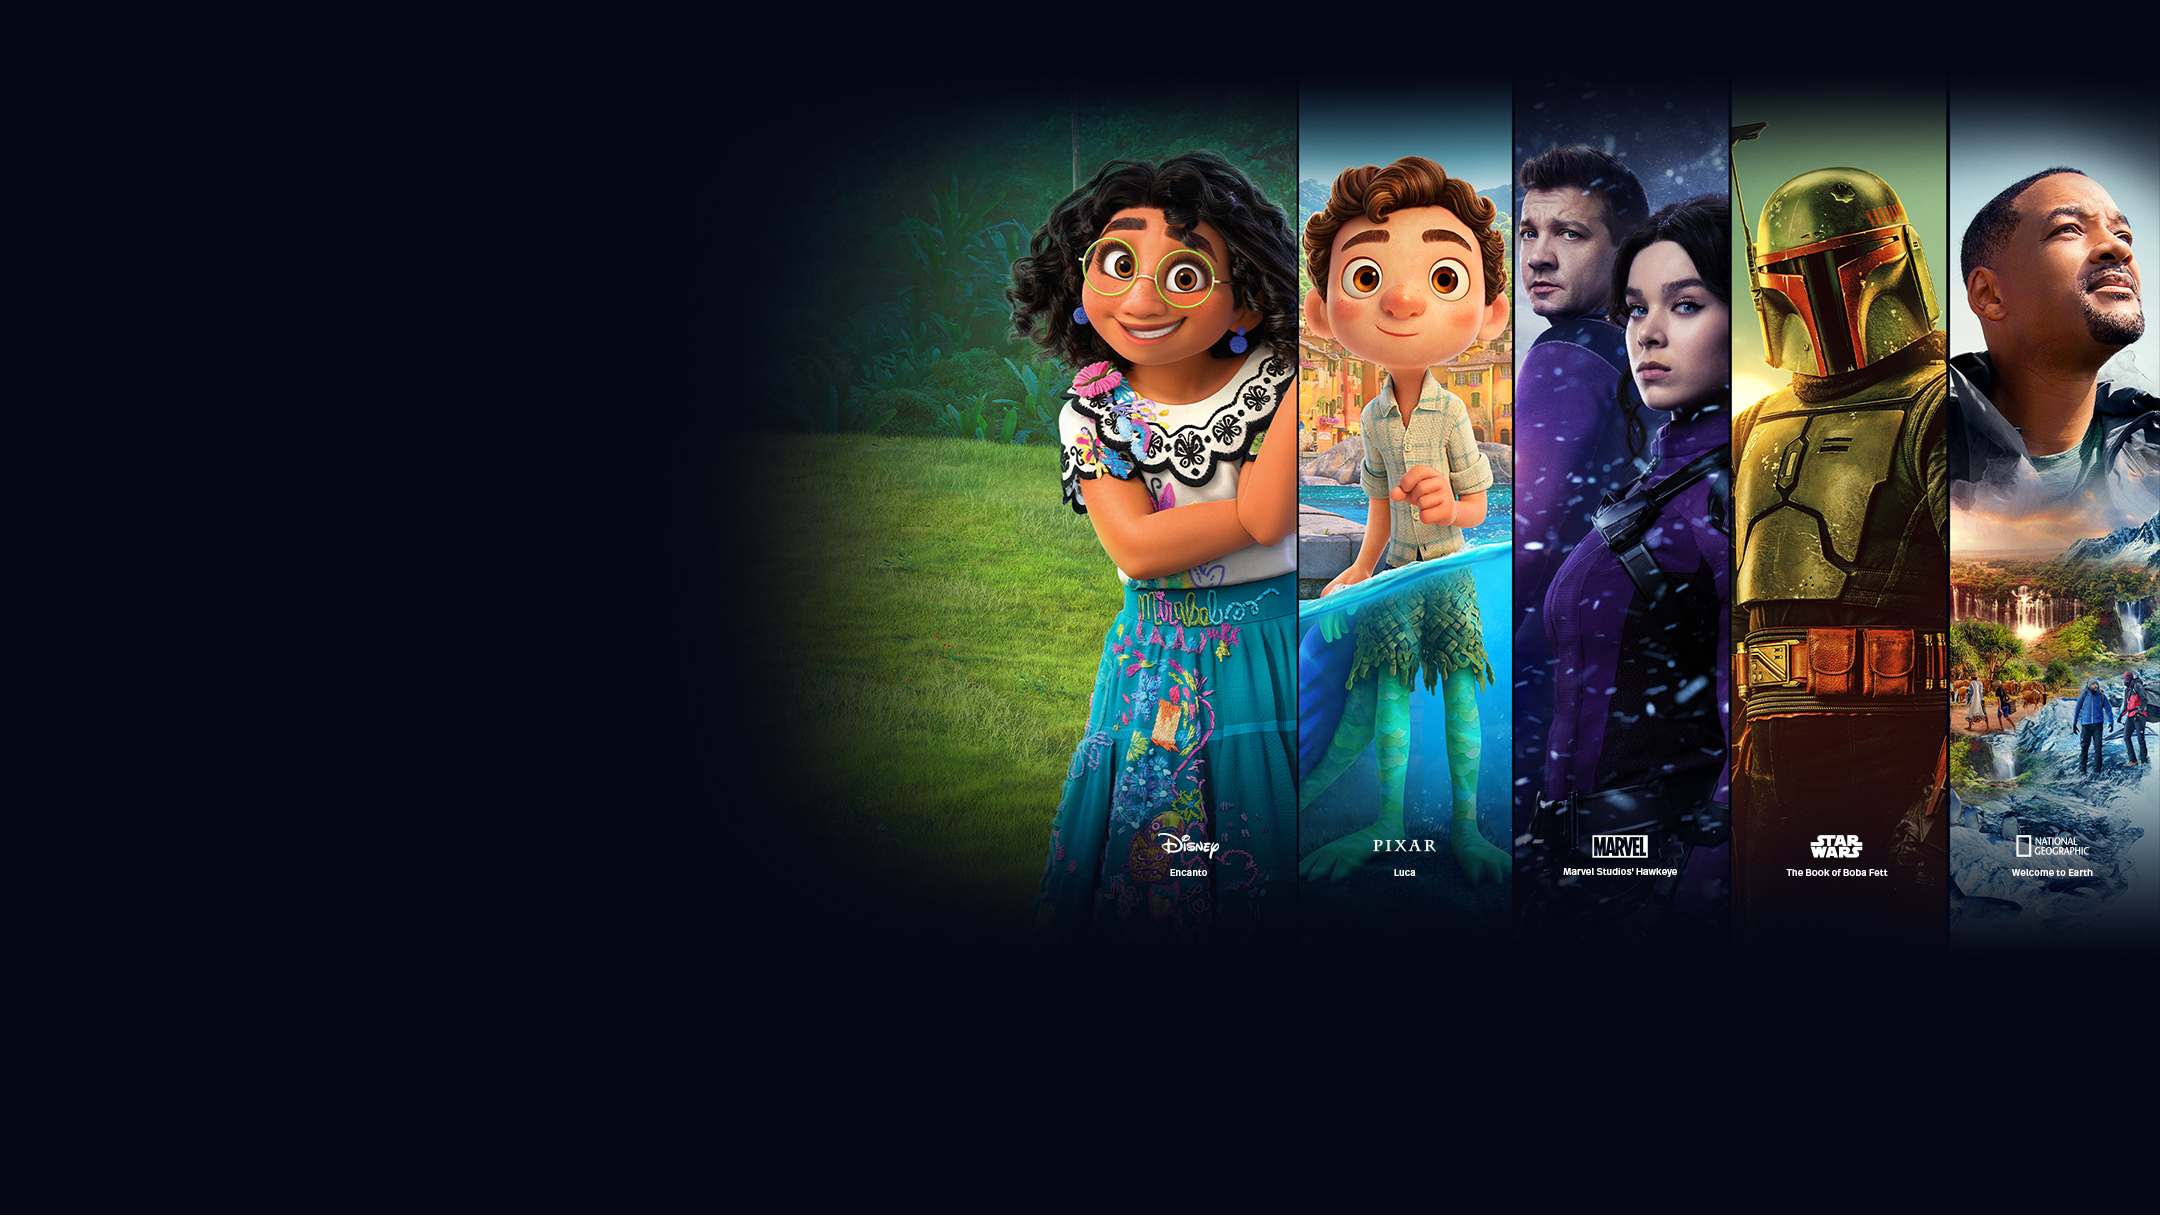 Mirabel
Disney
Encanto
PIXAR
Luca
MARVEL
Marvel Studios' Hawkeye
STAR
WARS
The Book of Boba Fett
NATIONAL
GEOGRAPHIC
Welcome to Earth